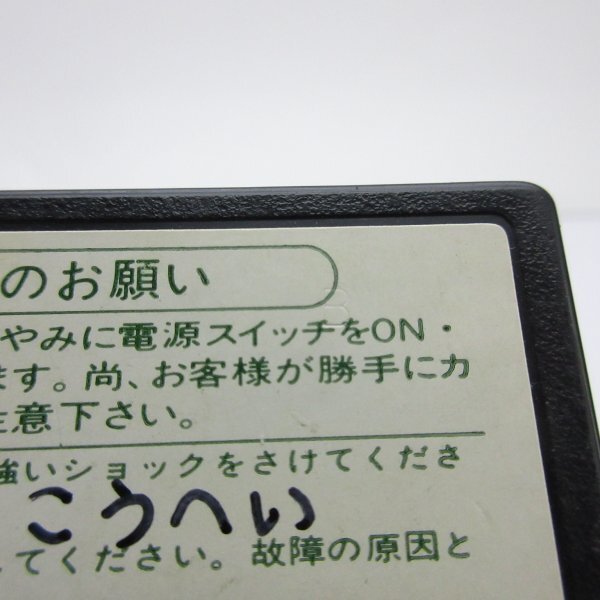 のお願い
やみに電源スイッチをON・
ます。尚、お客様が勝手にカ
注意下さい。
強いショックをさけてくださ
こうへい
してください。故障の原因と